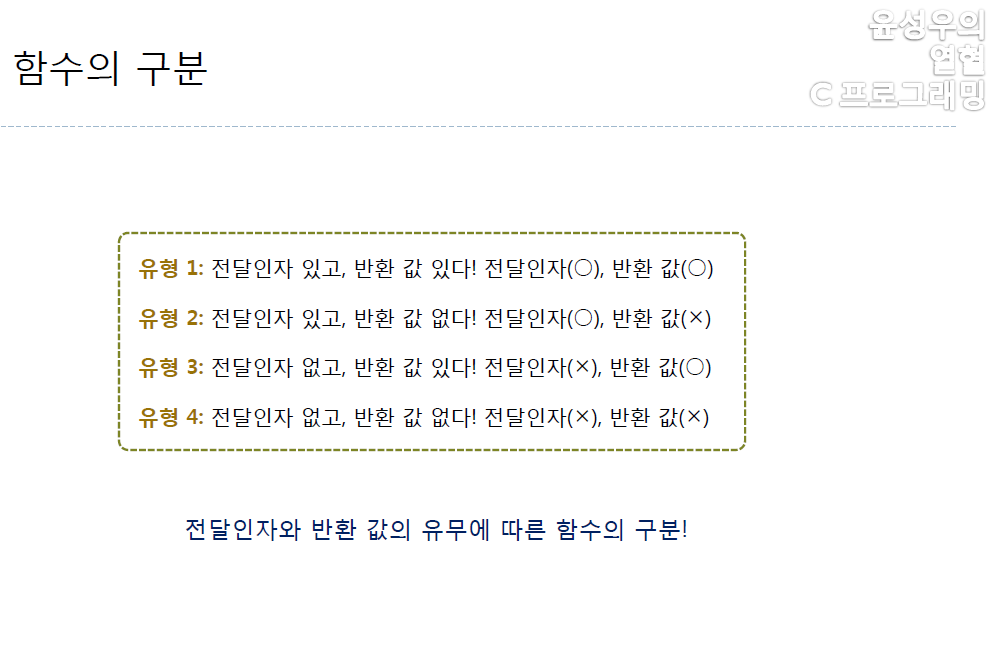 윤성우의
열혈
C 프로그래밍
함수의 구분
유형 1: 전달인자 있고, 반환 값 있다! 전달인자(○), 반환 값(○)
유형 2: 전달인자 있고, 반환 값 없다! 전달인자(○), 반환 값(×)
유형 3: 전달인자 없고, 반환 값 있다! 전달인자(×), 반환 값(○)
유형 4: 전달인자 없고, 반환 값 없다! 전달인자(×), 반환 값(×)
전달인자와 반환 값의 유무에 따른 함수의 구분!